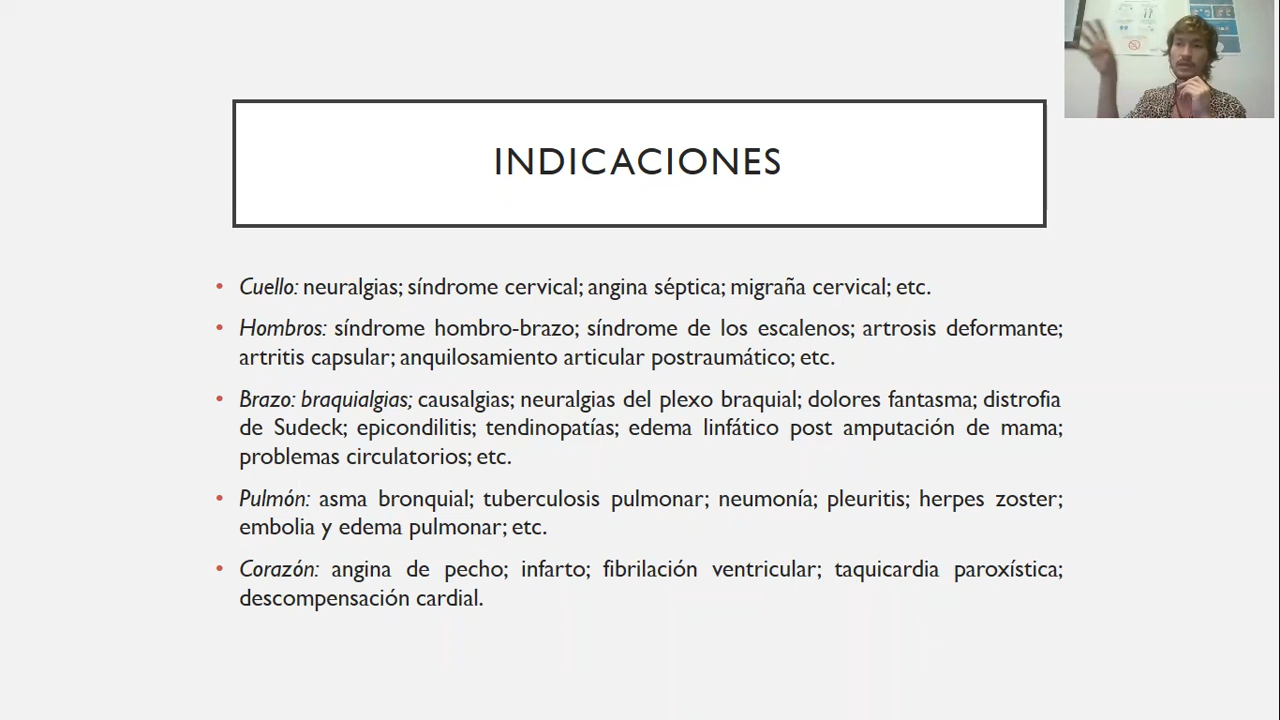 INDICACIONES
• Cuello: neuralgias; síndrome cervical; angina séptica; migraña cervical; etc.
• Hombros: síndrome hombro-brazo; síndrome de los escalenos; artrosis deformante;
artritis capsular; anquilosamiento articular postraumático; etc.
• Brazo: braquialgias; causalgias; neuralgias del plexo braquial; dolores fantasma; distrofia
de Sudeck; epicondilitis; tendinopatías; edema linfático post amputación de mama;
problemas circulatorios; etc.
• Pulmón: asma bronquial; tuberculosis pulmonar; neumonía; pleuritis; herpes zoster;
embolia y edema pulmonar; etc.
• Corazón: angina de pecho; infarto; fibrilación ventricular; taquicardia paroxística;
descompensación cardial.